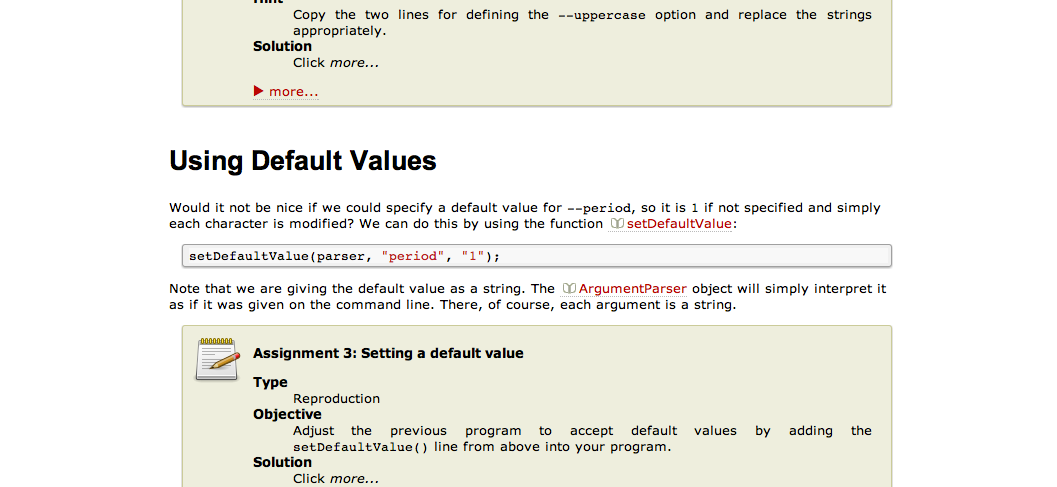 Hint
Copy the two lines for defining the --uppercase option and replace the strings
appropriately.
Solution
Click more...
more...
Using Default Values
Would it not be nice if we could specify a default value for --period, so it is 1 if not specified and simply
each character is modified? We can do this by using the function setDefaultValue:
setDefaultValue(parser, "period", "1");
Note that we are giving the default value as a string. The ArgumentParser object will simply interpret it
as if it was given on the command line. There, of course, each argument is a string.
Assignment 3: Setting a default value
Type
Reproduction
Objective
Adjust the previous program to accept default values by adding the
setDefaultValue() line from above into your program.
Solution
Click more...